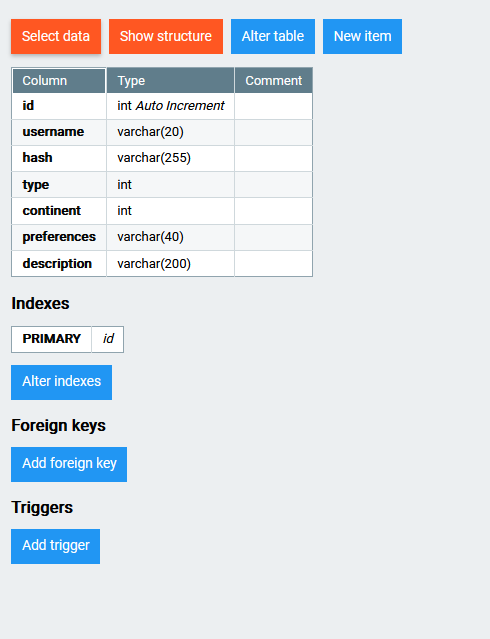 Select data Show structure Alter table New item
Column Type Comment
id int Auto Increment
username varchar(20)
hash varchar(255)
type int
continent int
preferences varchar(40)
description varchar(200)
Indexes
PRIMARY id
Alter indexes
Foreign keys
Add foreign key
Triggers
Add trigger